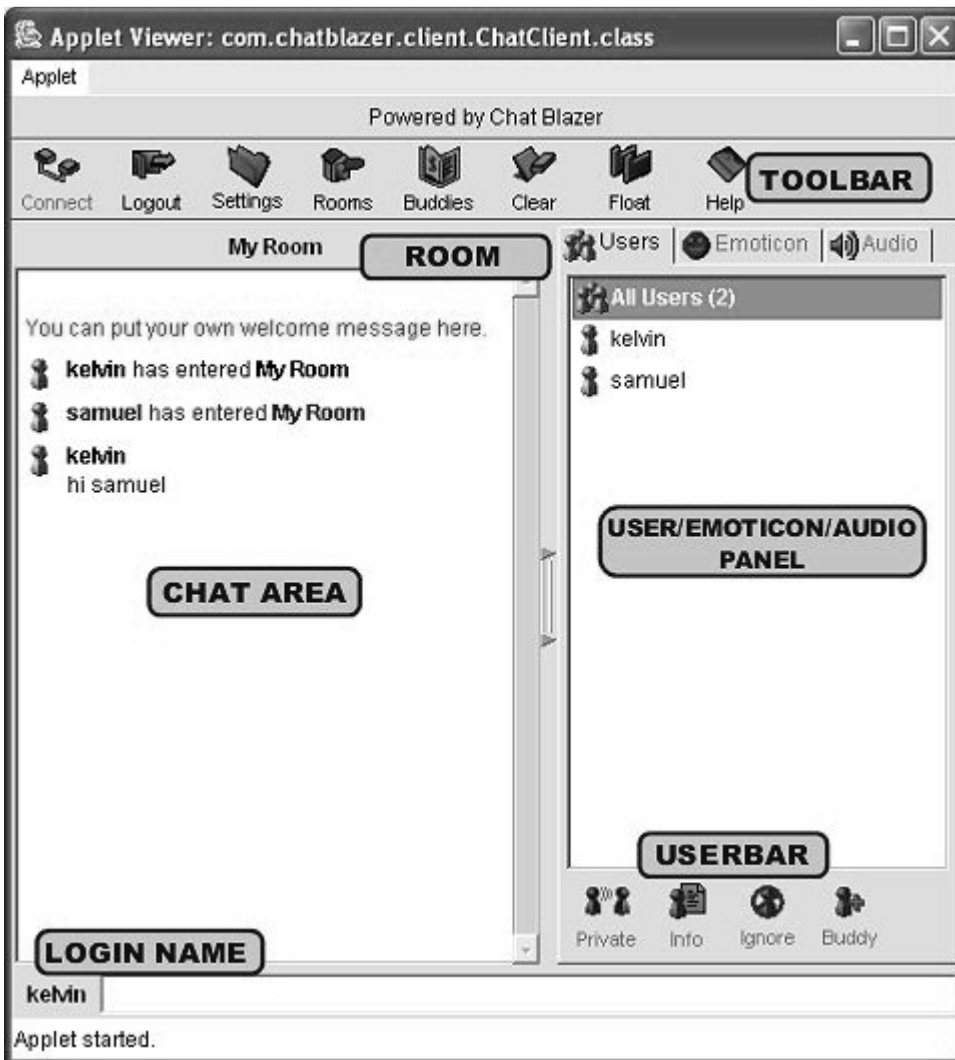 Applet Viewer: com.chatblazer.client.ChatClient.class
Applet
Powered by Chat Blazer
Connect Logout Settings Rooms Buddies Clear Float Help
TOOLBAR
My Room
ROOM
Users Emoticon Audio
All Users (2)
kelvin
samuel
You can put your own welcome message here.
kelvin has entered My Room
samuel has entered My Room
kelvin
hi samuel
USER/EMOTICON/AUDIO
PANEL
CHAT AREA
USERBAR
Private Info Ignore Buddy
LOGIN NAME
kelvin
Applet started.